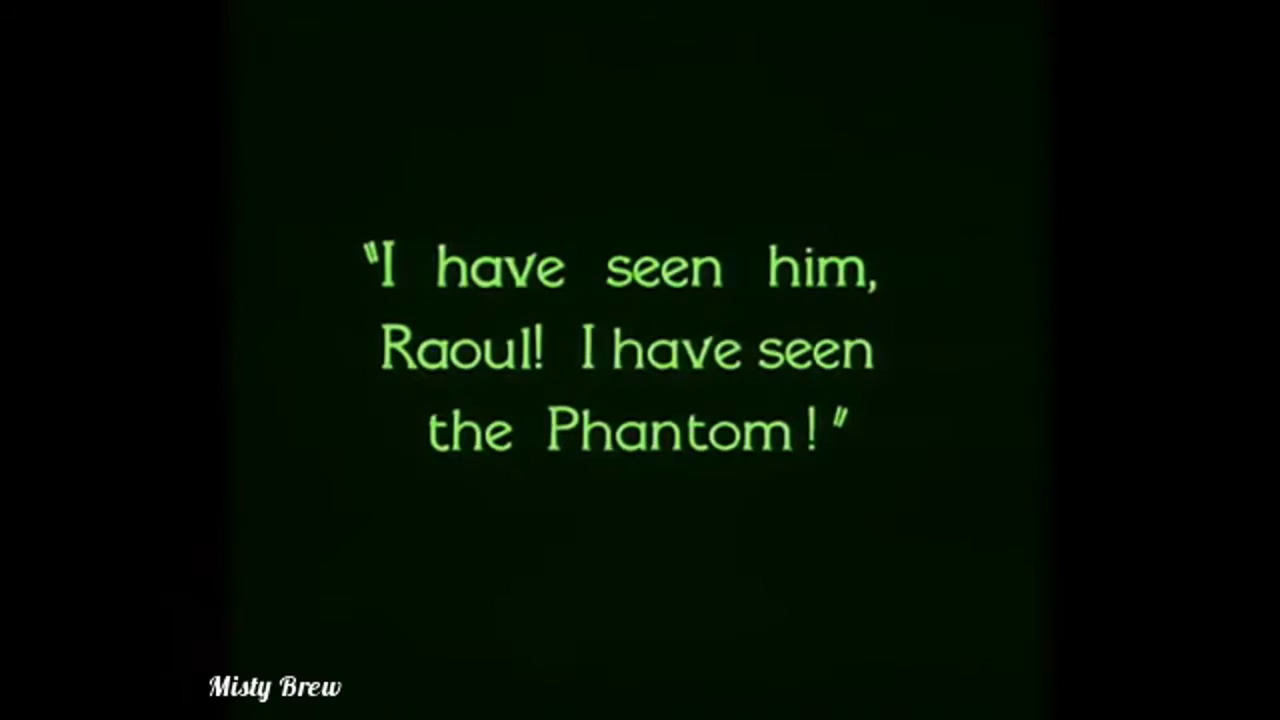 "I have seen him,
Raoul! I have seen
the Phantom!"
Misty Brew